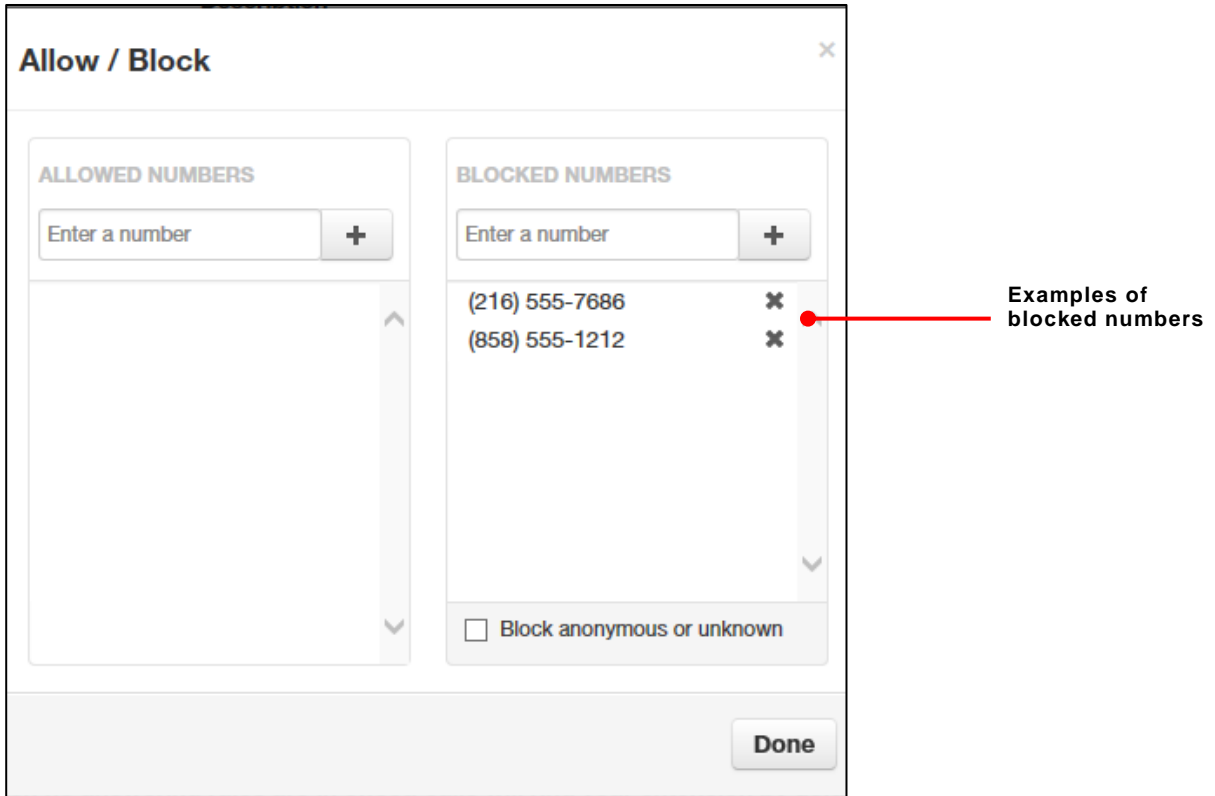 Allow / Block
×
ALLOWED NUMBERS
Enter a number
+
BLOCKED NUMBERS
Enter a number
+
(216) 555-7686 ✖
(858) 555-1212 ✖
Block anonymous or unknown
Done
Examples of
blocked numbers